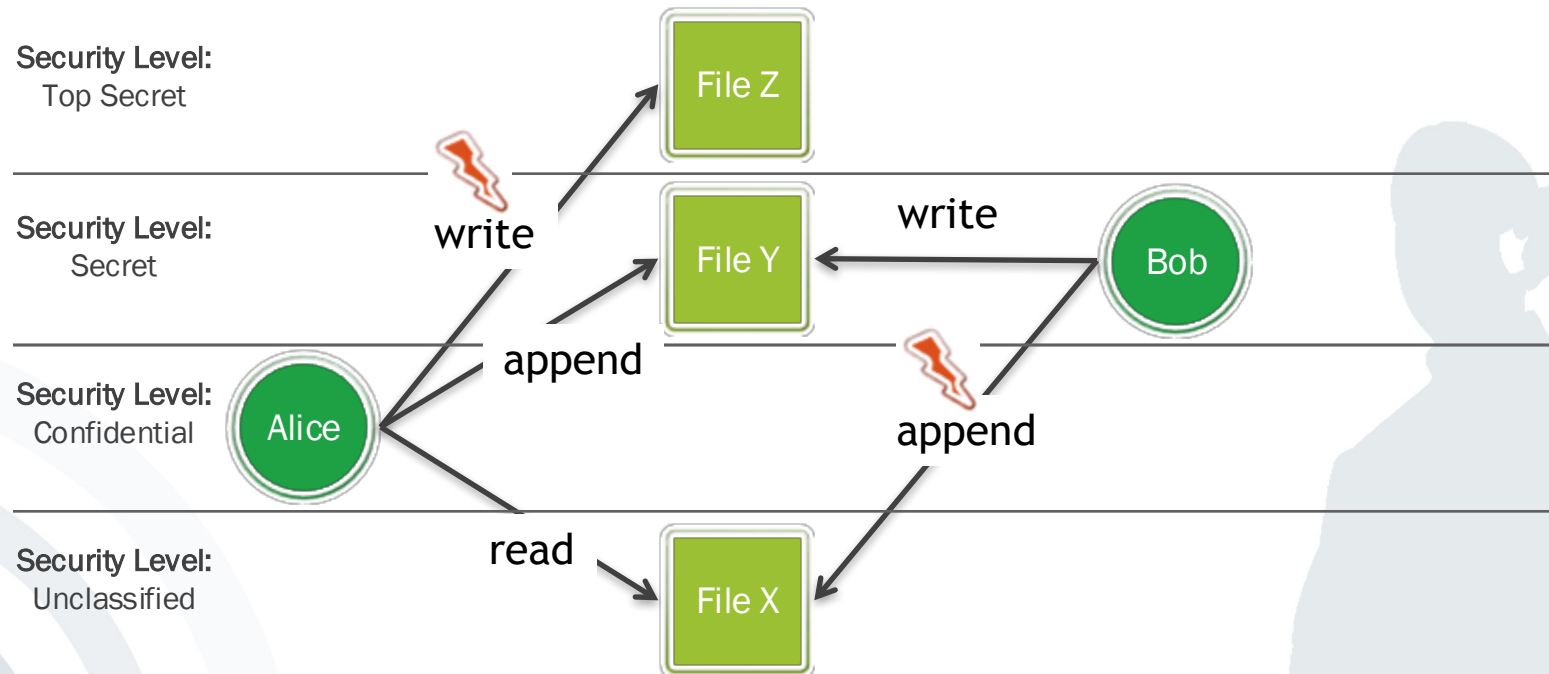 Security Level:
Top Secret
File Z
write
Security Level:
Secret
File Y
write
Bob
append
Security Level:
Confidential
Alice
append
Security Level:
Unclassified
read
File X